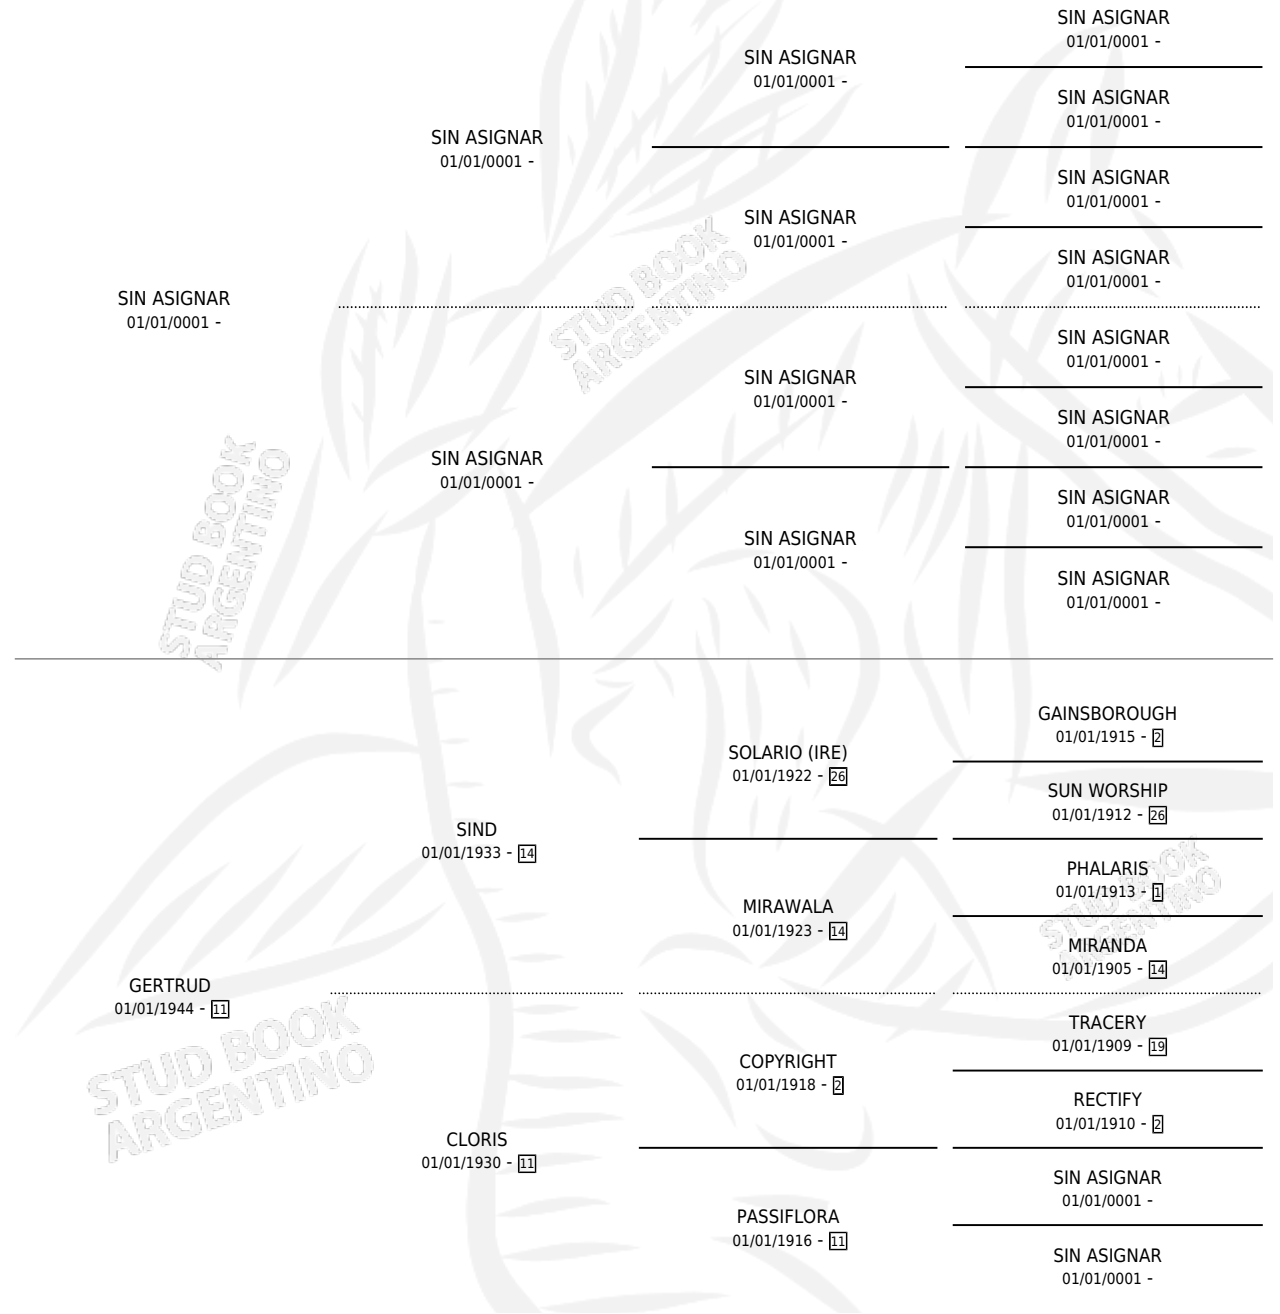 SIN ASIGNAR
01/01/0001 -
SIN ASIGNAR
01/01/0001 -
SIN ASIGNAR
01/01/0001 -
SIN ASIGNAR
01/01/0001 -
SIN ASIGNAR
01/01/0001 -
SIN ASIGNAR
01/01/0001 -
SIN ASIGNAR
01/01/0001 -
STUD BOOK
ARGENTINO
SIN ASIGNAR
01/01/0001 -
SIN ASIGNAR
01/01/0001 -
SIN ASIGNAR
01/01/0001 -
SIN ASIGNAR
01/01/0001 -
SIN ASIGNAR
01/01/0001 -
SIN ASIGNAR
01/01/0001 -
STUD BOOK
ARGENTINO
SIN ASIGNAR
01/01/0001 -
SIN ASIGNAR
01/01/0001 -
SIN ASIGNAR
01/01/0001 -
GAINSBOROUGH
01/01/1915 - 2
SOLARIO (IRE)
01/01/1922 - 26
SUN WORSHIP
01/01/1912 - 26
SIND
01/01/1933 - 14
PHALARIS
01/01/1913 - 1
STUD BOOK
ARGENTINO
MIRAWALA
01/01/1923 - 14
MIRANDA
01/01/1905 - 14
GERTRUD
01/01/1944 - 11
STUD BOOK
ARGENTINO
TRACERY
01/01/1909 - 19
COPYRIGHT
01/01/1918 - 2
RECTIFY
01/01/1910 - 2
CLORIS
01/01/1930 - 11
SIN ASIGNAR
01/01/0001 -
PASSIFLORA
01/01/1916 - 11
SIN ASIGNAR
01/01/0001 -